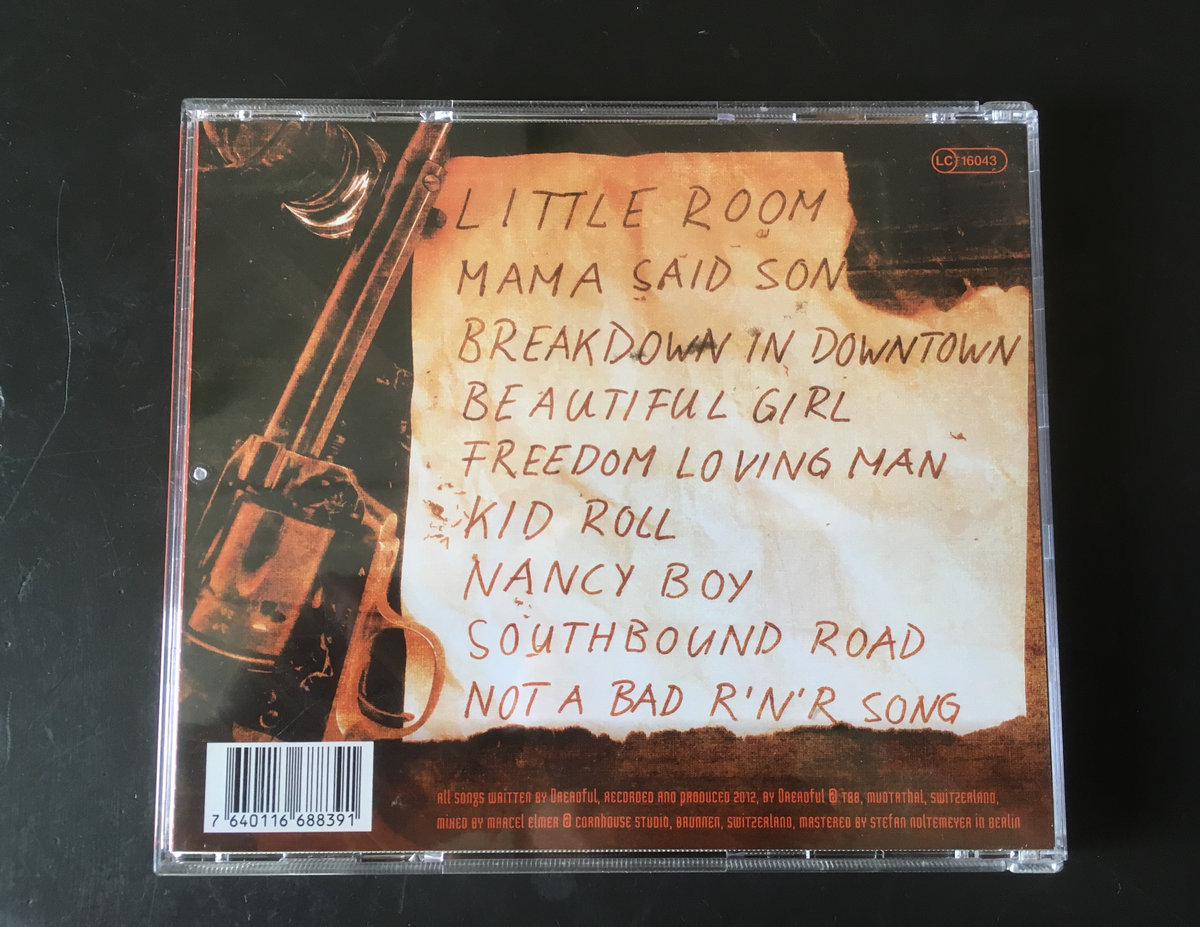 LC 16043
LITTLE ROOM
MAMA SAID SON
BREAKDOWN IN DOWNTOWN
BEAUTIFUL GIRL
FREEDOM LOVING MAN
KID ROLL
NANCY BOY
SOUTHBOUND ROAD
NOT A BAD R'N'R SONG
All songs written by Dreadful, recorded and produced 2012, by Dreadful @ TBB, Muotathal, Switzerland,
mixed by Marcel Elmer @ Cornhouse Studio, Brunnen, Switzerland, mastered by Stefan Noltemeyer in Berlin
7 640116 688391